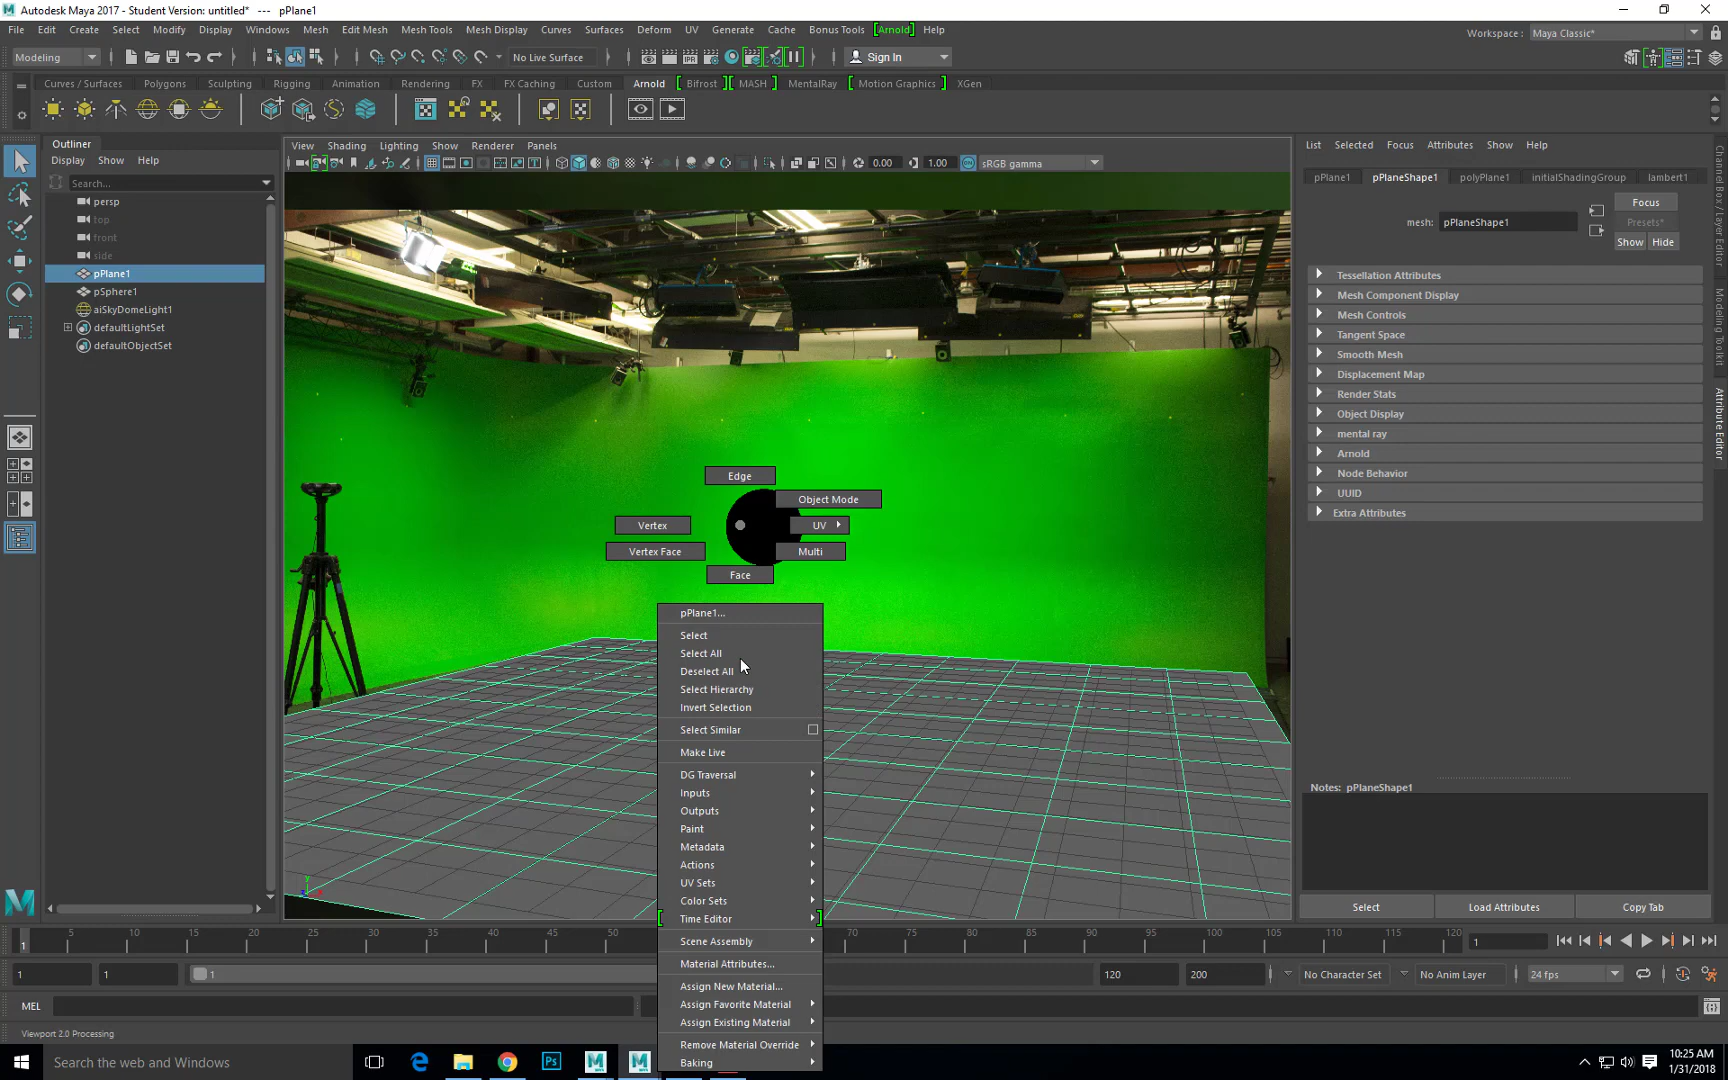 Autodesk Maya 2017 - Student Version: untitled*   ---   pPlane1
File Edit Create Select Modify Display Windows Mesh Edit Mesh Mesh Tools Mesh Display Curves Surfaces Deform UV Generate Cache Bonus Tools [Arnold] Help
Workspace : Maya Classic*
Modeling No Live Surface Sign In
Curves / Surfaces Polygons Sculpting Rigging Animation Rendering FX FX Caching Custom Arnold Bifrost MASH MentalRay Motion Graphics XGen
Outliner
Display Show Help
Search...
persp
top
front
side
pPlane1
pSphere1
aiSkyDomeLight1
defaultLightSet
defaultObjectSet
View Shading Lighting Show Renderer Panels
0.00 1.00 sRGB gamma
Edge
Object Mode
Vertex
UV
Vertex Face
Multi
Face
pPlane1...
Select
Select All
Deselect All
Select Hierarchy
Invert Selection
Select Similar
Make Live
DG Traversal
Inputs
Outputs
Paint
Metadata
Actions
UV Sets
Color Sets
Time Editor
Scene Assembly
Material Attributes...
Assign New Material...
Assign Favorite Material
Assign Existing Material
Remove Material Override
Baking
List Selected Focus Attributes Show Help
pPlane1 pPlaneShape1 polyPlane1 initialShadingGroup lambert1
mesh: pPlaneShape1
Focus
Presets*
Show Hide
Tessellation Attributes
Mesh Component Display
Mesh Controls
Tangent Space
Smooth Mesh
Displacement Map
Render Stats
Object Display
mental ray
Arnold
Node Behavior
UUID
Extra Attributes
Notes: pPlaneShape1
Select Load Attributes Copy Tab
Channel Box / Layer Editor
Modeling Toolkit
Attribute Editor
1 5 10 15 20 25 30 35 40 45 50 70 75 80 85 90 95 100 105 110 115 120 1
1 1 1 120 200 No Character Set No Anim Layer 24 fps
MEL
Viewport 2.0 Processing
Search the web and Windows
10:25 AM
1/31/2018